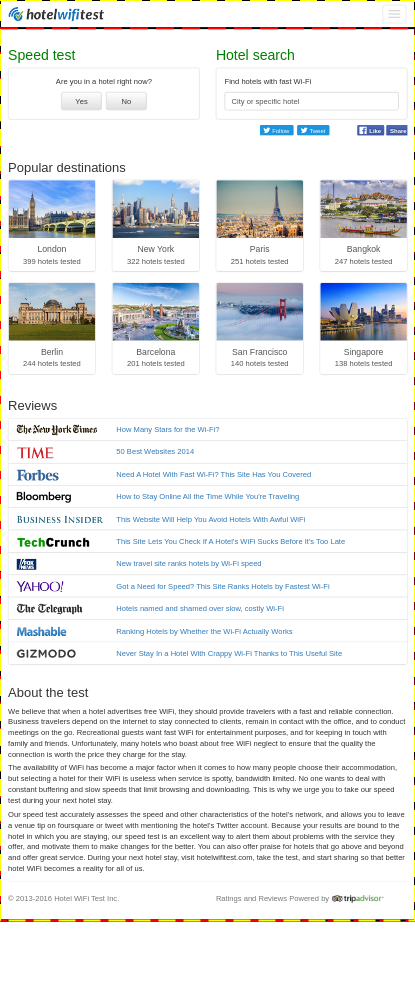 hotelwifitest
Speed test
Are you in a hotel right now?
Yes
No
Hotel search
Find hotels with fast Wi-Fi
City or specific hotel
Follow
Tweet
Like
Share
Popular destinations
London
399 hotels tested
New York
322 hotels tested
Paris
251 hotels tested
Bangkok
247 hotels tested
Berlin
244 hotels tested
Barcelona
201 hotels tested
San Francisco
140 hotels tested
Singapore
138 hotels tested
Reviews
The New York Times How Many Stars for the Wi-Fi?
TIME 50 Best Websites 2014
Forbes Need A Hotel With Fast Wi-Fi? This Site Has You Covered
Bloomberg How to Stay Online All the Time While You're Traveling
BUSINESS INSIDER This Website Will Help You Avoid Hotels With Awful WiFi
TechCrunch This Site Lets You Check If A Hotel's WiFi Sucks Before It's Too Late
FOX NEWS New travel site ranks hotels by Wi-Fi speed
YAHOO! Got a Need for Speed? This Site Ranks Hotels by Fastest Wi-Fi
The Telegraph Hotels named and shamed over slow, costly Wi-Fi
Mashable Ranking Hotels by Whether the Wi-Fi Actually Works
GIZMODO Never Stay In a Hotel With Crappy Wi-Fi Thanks to This Useful Site
About the test
We believe that when a hotel advertises free WiFi, they should provide travelers with a fast and reliable connection.
Business travelers depend on the internet to stay connected to clients, remain in contact with the office, and to conduct
meetings on the go. Recreational guests want fast WiFi for entertainment purposes, and for keeping in touch with
family and friends. Unfortunately, many hotels who boast about free WiFi neglect to ensure that the quality the
connection is worth the price they charge for the stay.
The availability of WiFi has become a major factor when it comes to how many people choose their accommodation,
but selecting a hotel for their WiFi is useless when service is spotty, bandwidth limited. No one wants to deal with
constant buffering and slow speeds that limit browsing and downloading. This is why we urge you to take our speed
test during your next hotel stay.
Our speed test accurately assesses the speed and other characteristics of the hotel's network, and allows you to leave
a venue tip on foursquare or tweet with mentioning the hotel's Twitter account. Because your results are bound to the
hotel in which you are staying, our speed test is an excellent way to alert them about problems with the service they
offer, and motivate them to make changes for the better. You can also offer praise for hotels that go above and beyond
and offer great service. During your next hotel stay, visit hotelwifitest.com, take the test, and start sharing so that better
hotel WiFi becomes a reality for all of us.
© 2013-2016 Hotel WiFi Test Inc.
Ratings and Reviews Powered by tripadvisor